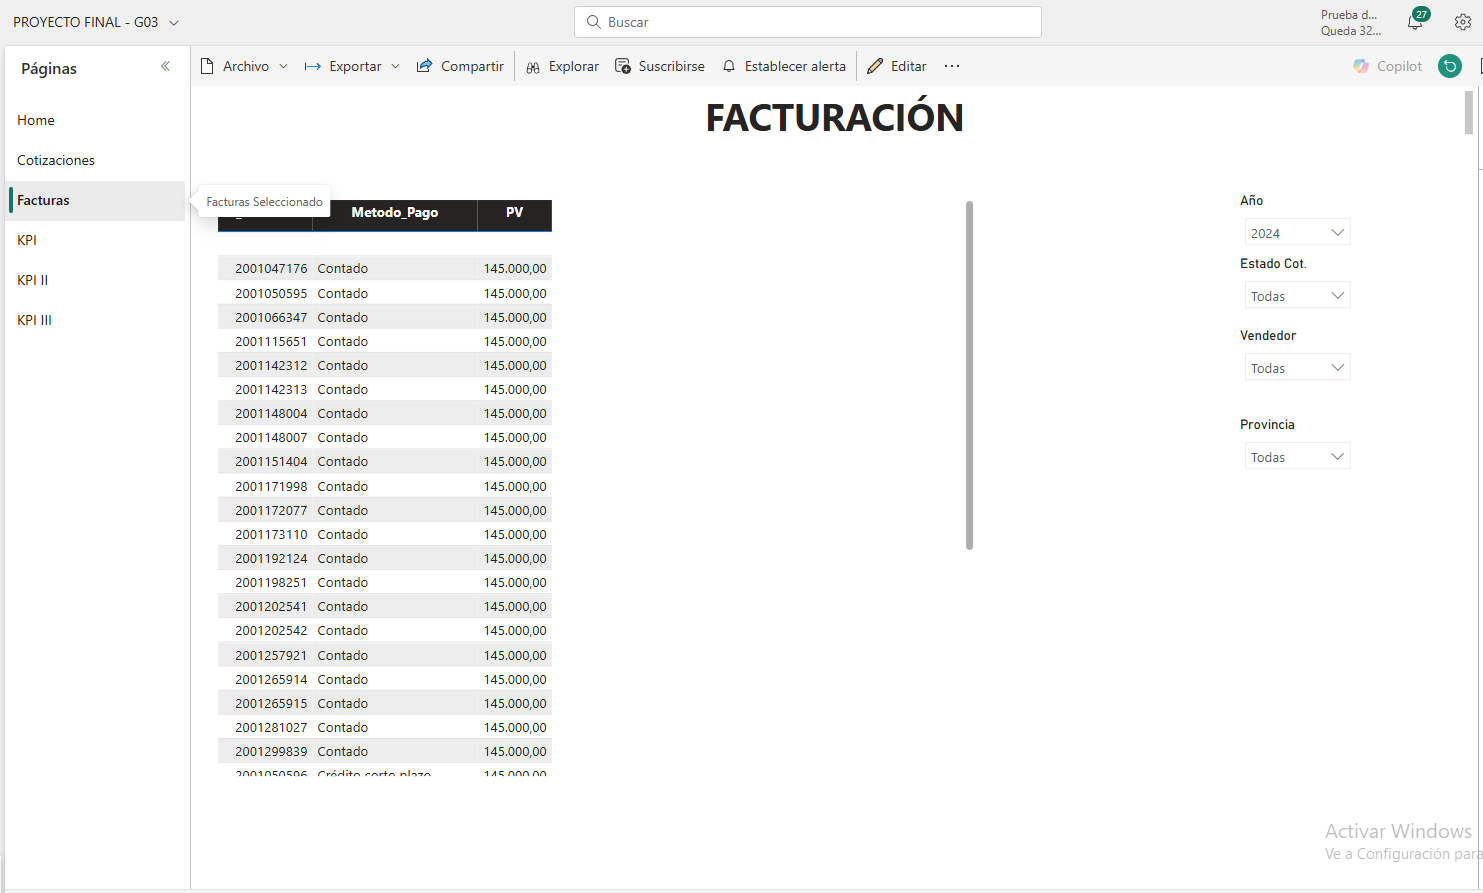 PROYECTO FINAL - G03
Buscar
Prueba d...
Queda 32...
27
Páginas
Archivo
Exportar
Compartir
Explorar
Suscribirse
Establecer alerta
Editar
Copilot
Home
Cotizaciones
Facturas
KPI
KPI II
KPI III
Facturas Seleccionado
FACTURACIÓN
Metodo_Pago PV
2001047176 Contado 145.000,00
2001050595 Contado 145.000,00
2001066347 Contado 145.000,00
2001115651 Contado 145.000,00
2001142312 Contado 145.000,00
2001142313 Contado 145.000,00
2001148004 Contado 145.000,00
2001148007 Contado 145.000,00
2001151404 Contado 145.000,00
2001171998 Contado 145.000,00
2001172077 Contado 145.000,00
2001173110 Contado 145.000,00
2001192124 Contado 145.000,00
2001198251 Contado 145.000,00
2001202541 Contado 145.000,00
2001202542 Contado 145.000,00
2001257921 Contado 145.000,00
2001265914 Contado 145.000,00
2001265915 Contado 145.000,00
2001281027 Contado 145.000,00
2001299839 Contado 145.000,00
2001050596 Crédito corto plazo 145.000,00
Año
2024
Estado Cot.
Todas
Vendedor
Todas
Provincia
Todas
Activar Windows
Ve a Configuración para